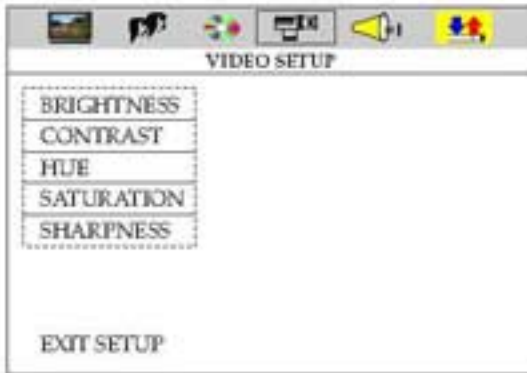 VIDEO SETUP
BRIGHTNESS
CONTRAST
HUE
SATURATION
SHARPNESS
EXIT SETUP